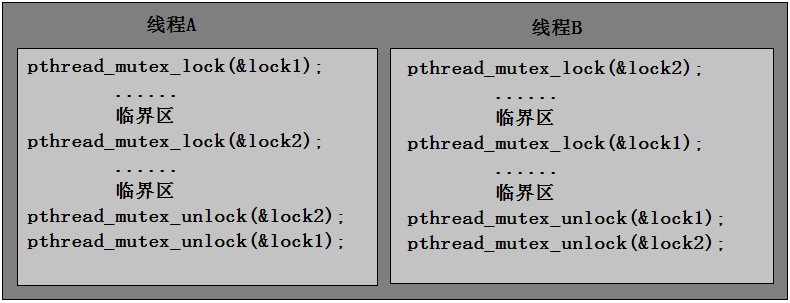 线程A
pthread_mutex_lock(&lock1);
......
临界区
pthread_mutex_lock(&lock2);
......
临界区
pthread_mutex_unlock(&lock2);
pthread_mutex_unlock(&lock1);
线程B
pthread_mutex_lock(&lock2);
......
临界区
pthread_mutex_lock(&lock1);
......
临界区
pthread_mutex_unlock(&lock1);
pthread_mutex_unlock(&lock2);